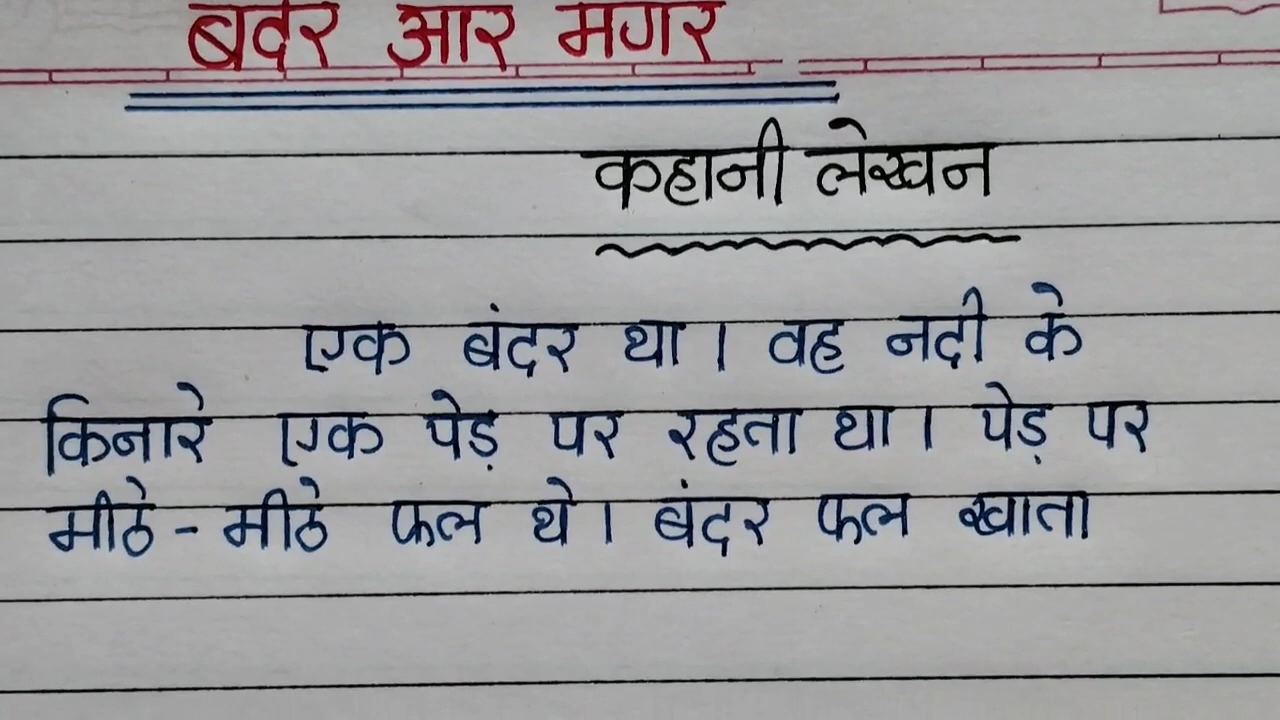 बंदर और मगर
कहानी लेखन
एक बंदर था। वह नदी के
किनारे एक पेड़ पर रहता था। पेड़ पर
मीठे - मीठे फल थे। बंदर फल खाता